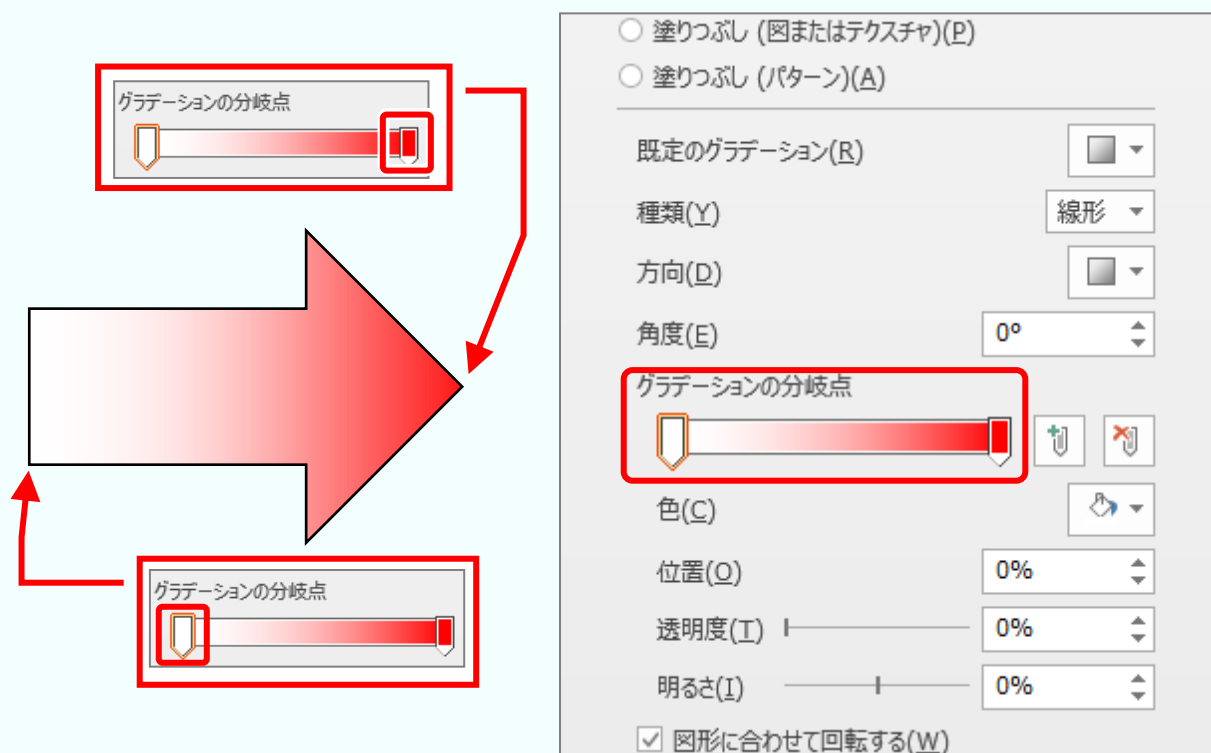 グラデーションの分岐点
グラデーションの分岐点
塗りつぶし (図またはテクスチャ)(P)
塗りつぶし (パターン)(A)
既定のグラデーション(R)
種類(Y) 線形
方向(D)
角度(E) 0°
グラデーションの分岐点
色(C)
位置(O) 0%
透明度(T) 0%
明るさ(I) 0%
図形に合わせて回転する(W)